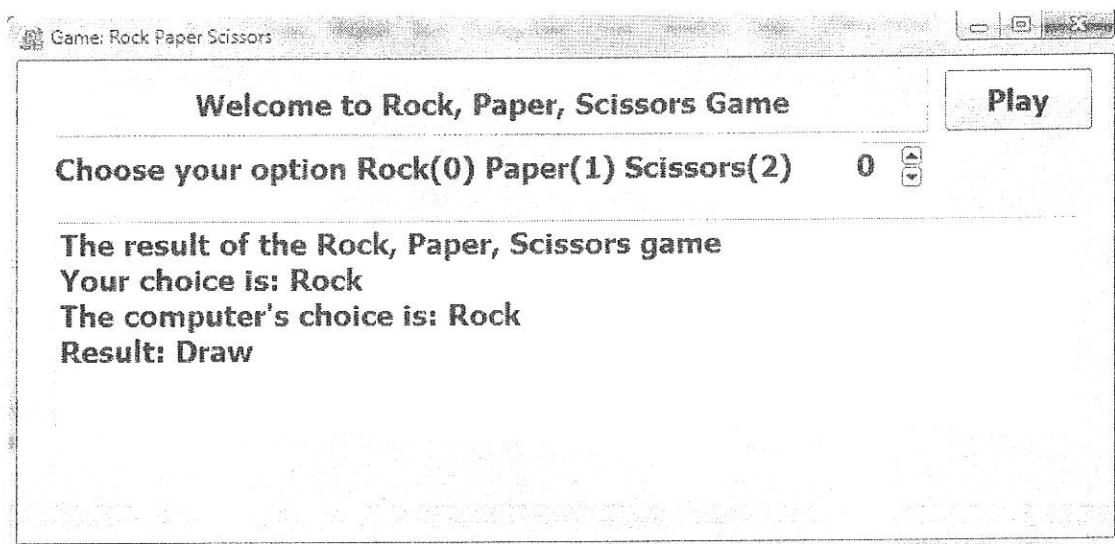 Game: Rock Paper Scissors
Welcome to Rock, Paper, Scissors Game
Play
Choose your option Rock(0) Paper(1) Scissors(2) 0
The result of the Rock, Paper, Scissors game
Your choice is: Rock
The computer's choice is: Rock
Result: Draw